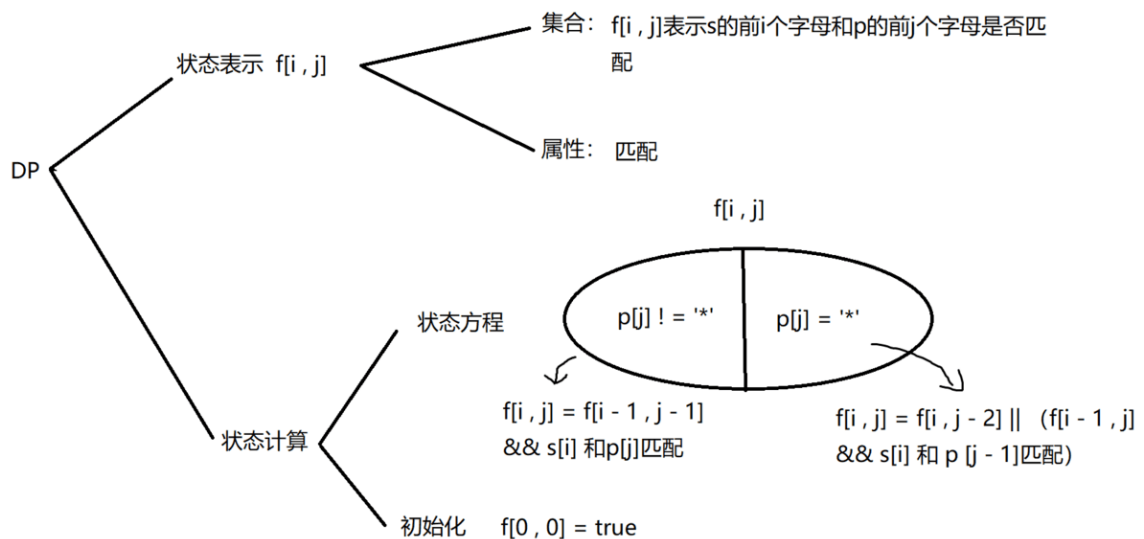 集合： f[i , j]表示s的前i个字母和p的前j个字母是否匹
配
状态表示 f[i , j]
属性： 匹配
DP
f[i , j]
状态方程
p[j] ! = '*'
p[j] = '*'
f[i , j] = f[i - 1 , j - 1]
&& s[i] 和p[j]匹配
f[i , j] = f[i , j - 2] || （f[i - 1 , j]
&& s[i] 和 p [j - 1]匹配）
状态计算
初始化 f[0 , 0] = true